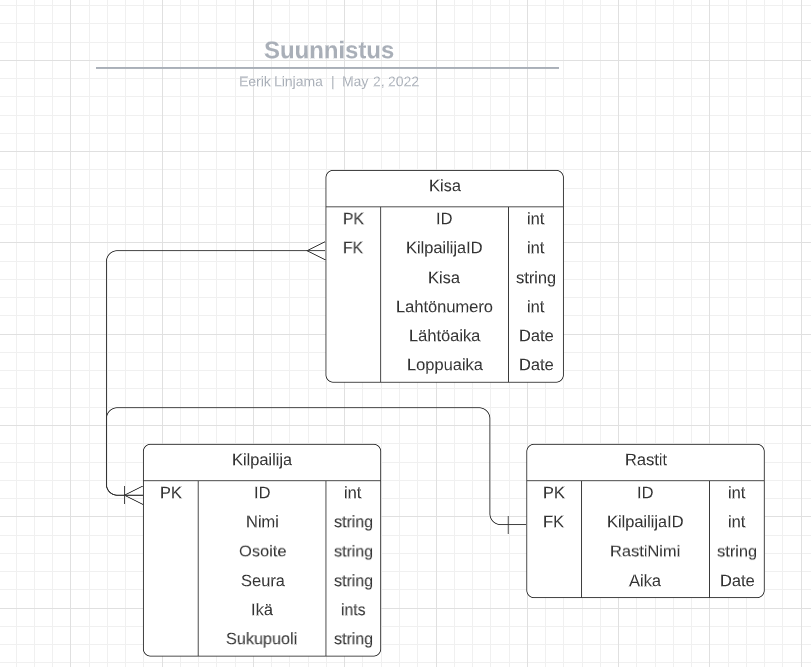 Suunnistus
Eerik Linjama | May 2, 2022
Kisa
PK ID int
FK KilpailijaID int
Kisa string
Lahtönumero int
Lähtöaika Date
Loppuaika Date
Kilpailija
PK ID int
Nimi string
Osoite string
Seura string
Ikä ints
Sukupuoli string
Rastit
PK ID int
FK KilpailijaID int
RastiNimi string
Aika Date